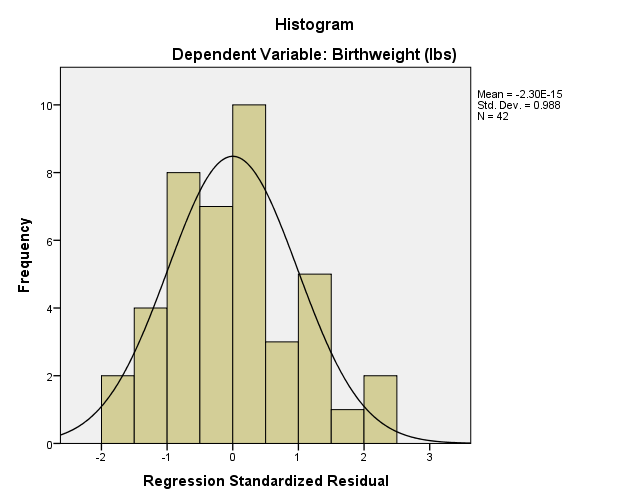 Histogram
Dependent Variable: Birthweight (lbs)
Mean = -2.30E-15
Std. Dev. = 0.988
N = 42
10
8
6
4
2
0
Frequency
-2 -1 0 1 2 3
Regression Standardized Residual